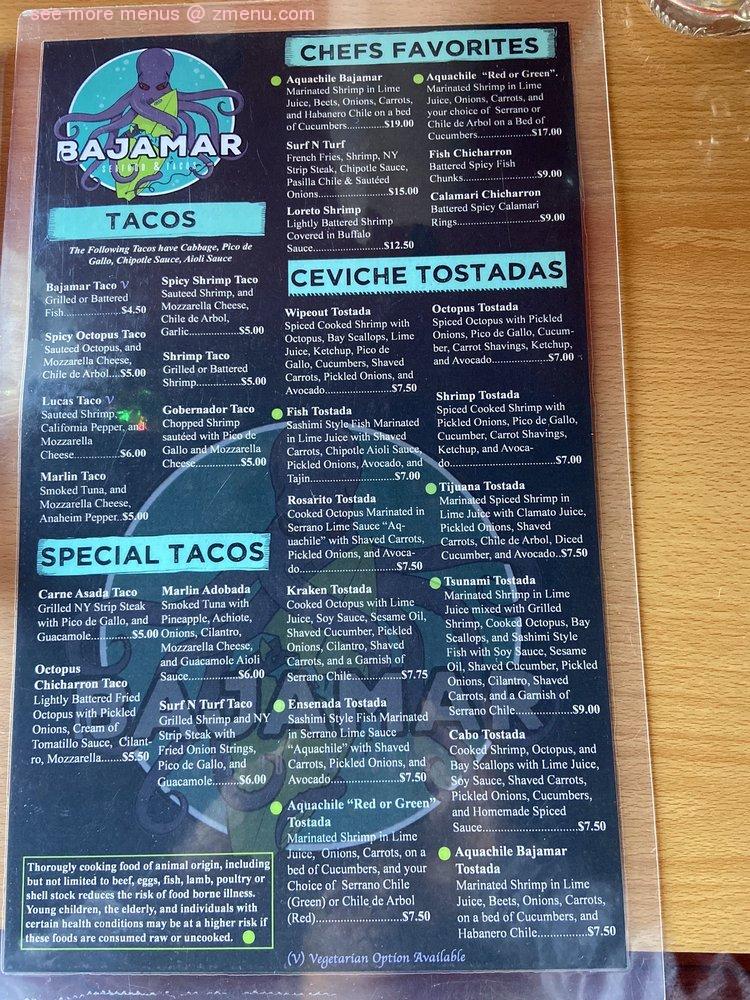 see more menus @ zmenu.com
BAJAMAR
SEAFOOD & TACOS
TACOS
The Following Tacos have Cabbage, Pico de
Gallo, Chipotle Sauce, Aioli Sauce
Bajamar Taco V
Grilled or Battered
Fish..............$4.50
Spicy Octopus Taco
Sauteed Octopus, and
Mozzarella Cheese,
Chile de Arbol....$5.00
Lucas Taco V
Sauteed Shrimp,
California Pepper, and
Mozzarella
Cheese.............$6.00
Marlin Taco
Smoked Tuna, and
Mozzarella Cheese,
Anaheim Pepper..$5.00
Spicy Shrimp Taco
Sauteed Shrimp, and
Mozzarella Cheese,
Chile de Arbol,
Garlic..............$5.00
Shrimp Taco
Grilled or Battered
Shrimp............$5.00
Gobernador Taco
Chopped Shrimp
sautéed with Pico de
Gallo and Mozzarella
Cheese............$5.00
SPECIAL TACOS
Carne Asada Taco
Grilled NY Strip Steak
with Pico de Gallo, and
Guacamole............$5.00
Octopus
Chicharron Taco
Lightly Battered Fried
Octopus with Pickled
Onions, Cream of
Tomatillo Sauce, Cilant-
ro, Mozzarella......$5.50
Marlin Adobada
Smoked Tuna with
Pineapple, Achiote,
Onions, Cilantro,
Mozzarella Cheese,
and Guacamole Aioli
Sauce................$6.00
Surf N Turf Taco
Grilled Shrimp and NY
Strip Steak with
Fried Onion Strings,
Pico de Gallo, and
Guacamole.........$6.00
Thorougly cooking food of animal origin, including
but not limited to beef, eggs, fish, lamb, poultry or
shell stock reduces the risk of food borne illness.
Young children, the elderly, and individuals with
certain health conditions may be at a higher risk if
these foods are consumed raw or uncooked.
CHEFS FAVORITES
Aquachile Bajamar
Marinated Shrimp in Lime
Juice, Beets, Onions, Carrots,
and Habanero Chile on a bed
of Cucumbers............$19.00
Surf N Turf
French Fries, Shrimp, NY
Strip Steak, Chipotle Sauce,
Pasilla Chile & Sautéed
Onions.......................$15.00
Loreto Shrimp
Lightly Battered Shrimp
Covered in Buffalo
Sauce........................$12.50
Aquachile "Red or Green".
Marinated Shrimp in Lime
Juice, Onions, Carrots, and
your choice of Serrano or
Chile de Arbol on a Bed of
Cucumbers...................$17.00
Fish Chicharron
Battered Spicy Fish
Chunks.........................$9.00
Calamari Chicharron
Battered Spicy Calamari
Rings...........................$9.00
CEVICHE TOSTADAS
Wipeout Tostada
Spiced Cooked Shrimp with
Octopus, Bay Scallops, Lime
Juice, Ketchup, Pico de
Gallo, Cucumbers, Shaved
Carrots, Pickled Onions, and
Avocado......................$7.50
Fish Tostada
Sashimi Style Fish Marinated
in Lime Juice with Shaved
Carrots, Chipotle Aioli Sauce,
Pickled Onions, Avocado, and
Tajin...........................$7.00
Rosarito Tostada
Cooked Octopus Marinated in
Serrano Lime Sauce "Aq-
uachile" with Shaved Carrots,
Pickled Onions, and Avoca-
do...............................$7.50
Kraken Tostada
Cooked Octopus with Lime
Juice, Soy Sauce, Sesame Oil,
Shaved Cucumber, Pickled
Onions, Cilantro, Shaved
Carrots, and a Garnish of
Serrano Chile...............$7.75
Ensenada Tostada
Sashimi Style Fish Marinated
in Serrano Lime Sauce
"Aquachile" with Shaved
Carrots, Pickled Onions, and
Avocado......................$7.50
Aquachile "Red or Green"
Tostada
Marinated Shrimp in Lime
Juice, Onions, Carrots, on a
bed of Cucumbers, and your
Choice of Serrano Chile
(Green) or Chile de Arbol
(Red)..........................$7.50
Octopus Tostada
Spiced Octopus with Pickled
Onions, Pico de Gallo, Cucum-
ber, Carrot Shavings, Ketchup,
and Avocado.................$7.00
Shrimp Tostada
Spiced Cooked Shrimp with
Pickled Onions, Pico de Gallo,
Cucumber, Carrot Shavings,
Ketchup, and Avoca-
do................................$7.00
Tijuana Tostada
Marinated Spiced Shrimp in
Lime Juice with Clamato Juice,
Pickled Onions, Shaved
Carrots, Chile de Arbol, Diced
Cucumber, and Avocado..$7.50
Tsunami Tostada
Marinated Shrimp in Lime
Juice mixed with Grilled
Shrimp, Cooked Octopus, Bay
Scallops, and Sashimi Style
Fish with Soy Sauce, Sesame
Oil, Shaved Cucumber, Pickled
Onions, Cilantro, Shaved
Carrots, and a Garnish of
Serrano Chile.................$9.00
Cabo Tostada
Cooked Shrimp, Octopus, and
Bay Scallops with Lime Juice,
Soy Sauce, Shaved Carrots,
Pickled Onions, Cucumbers,
and Homemade Spiced
Sauce...........................$7.50
Aquachile Bajamar
Tostada
Marinated Shrimp in Lime
Juice, Beets, Onions, Carrots,
on a bed of Cucumbers, and
Habanero Chile...............$7.50
(V) Vegetarian Option Available
BAJAMAR